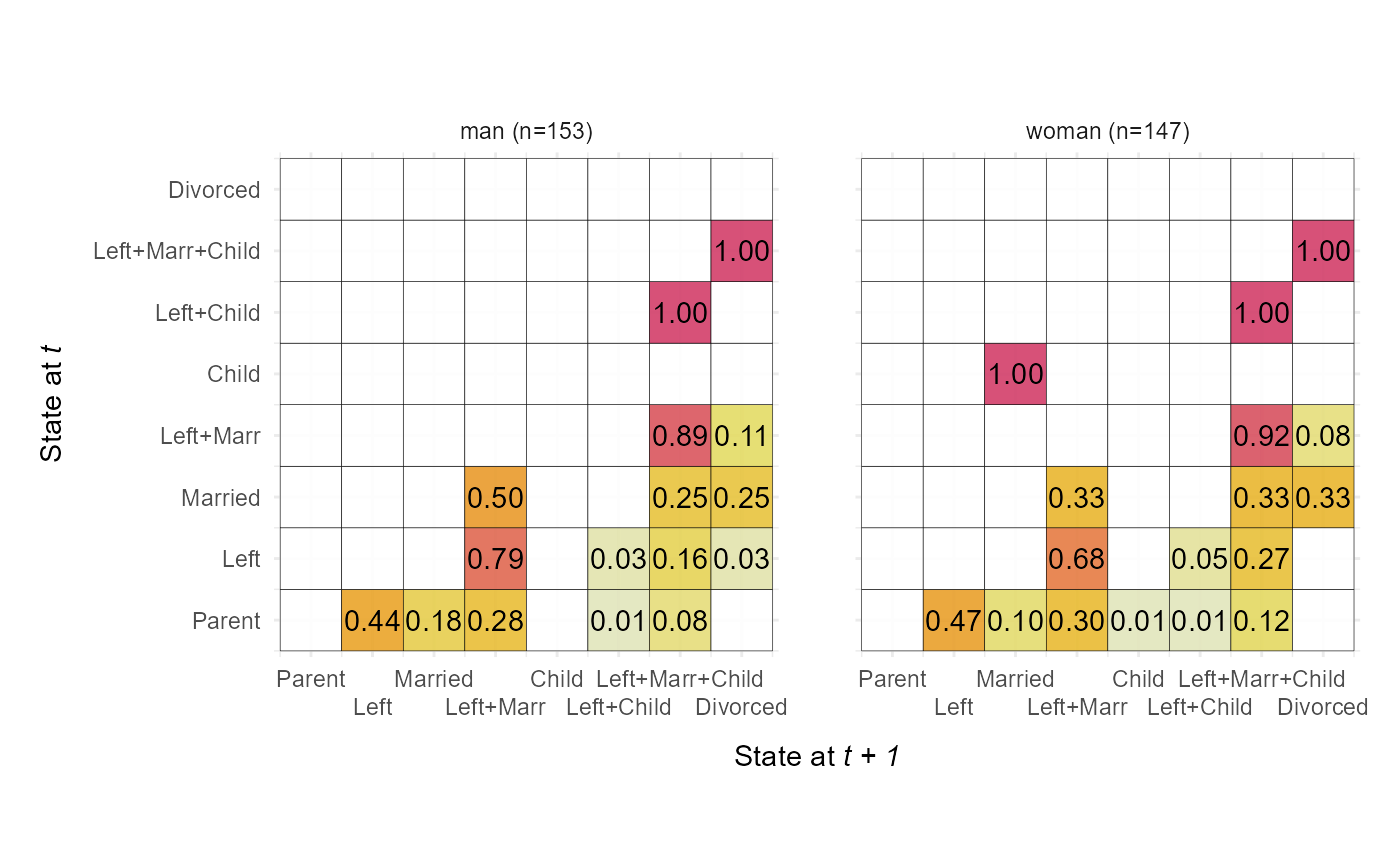 man (n=153) woman (n=147)
Divorced
Left+Marr+Child 1.00 1.00
Left+Child 1.00 1.00
Child 1.00
Left+Marr 0.89 0.11 0.92 0.08
Married 0.50 0.25 0.25 0.33 0.33 0.33
Left 0.79 0.03 0.16 0.03 0.68 0.05 0.27
Parent 0.44 0.18 0.28 0.01 0.08 0.47 0.10 0.30 0.01 0.01 0.12
Parent Married Child Left+Marr+Child Parent Married Child Left+Marr+Child
Left Left+Marr Left+Child Divorced Left Left+Marr Left+Child Divorced
State at t + 1
State at t